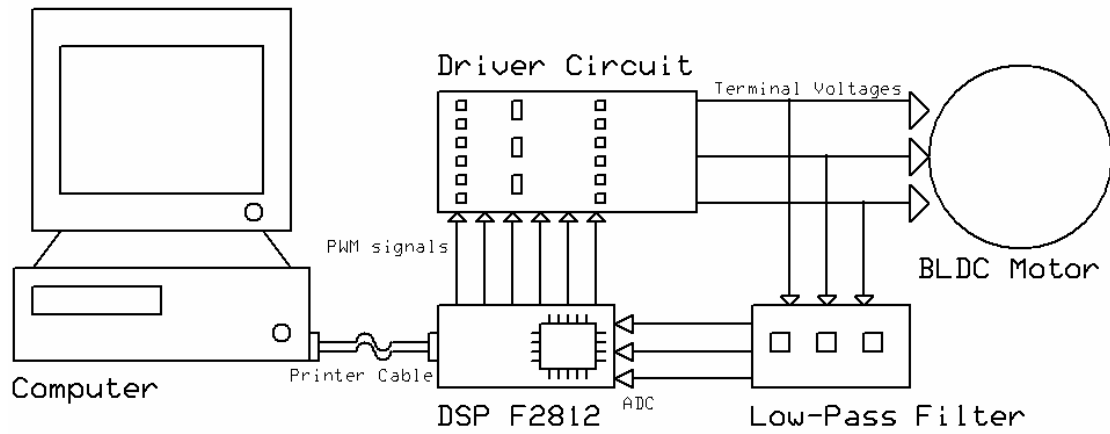 Driver Circuit
Terminal Voltages
PWM signals
BLDC Motor
Printer Cable
ADC
Computer
DSP F2812
Low-Pass Filter